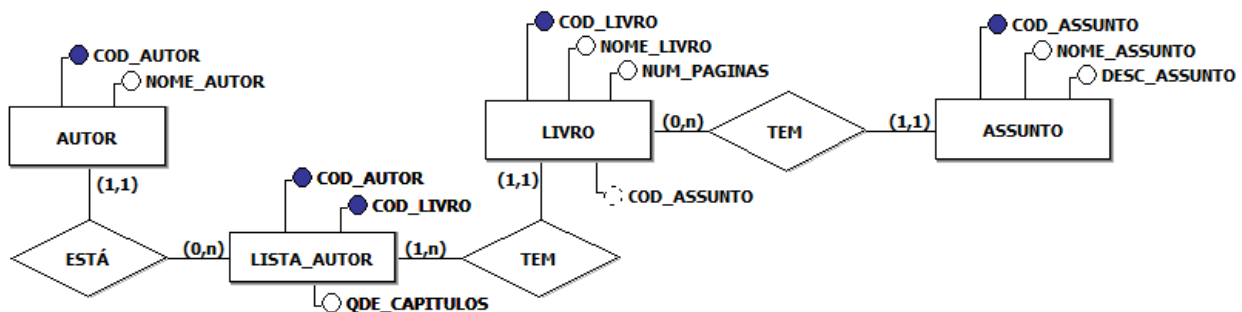 COD_AUTOR
NOME_AUTOR
AUTOR
(1,1)
ESTÁ
(0,n)
COD_AUTOR
COD_LIVRO
LISTA_AUTOR
QDE_CAPITULOS
(1,n)
TEM
(1,1)
COD_LIVRO
NOME_LIVRO
NUM_PAGINAS
LIVRO
COD_ASSUNTO
(0,n)
TEM
(1,1)
COD_ASSUNTO
NOME_ASSUNTO
DESC_ASSUNTO
ASSUNTO